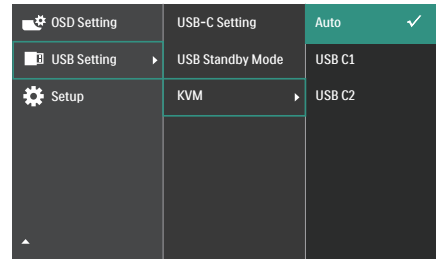 OSD Setting
USB Setting
Setup
USB-C Setting
USB Standby Mode
KVM
Auto
USB C1
USB C2